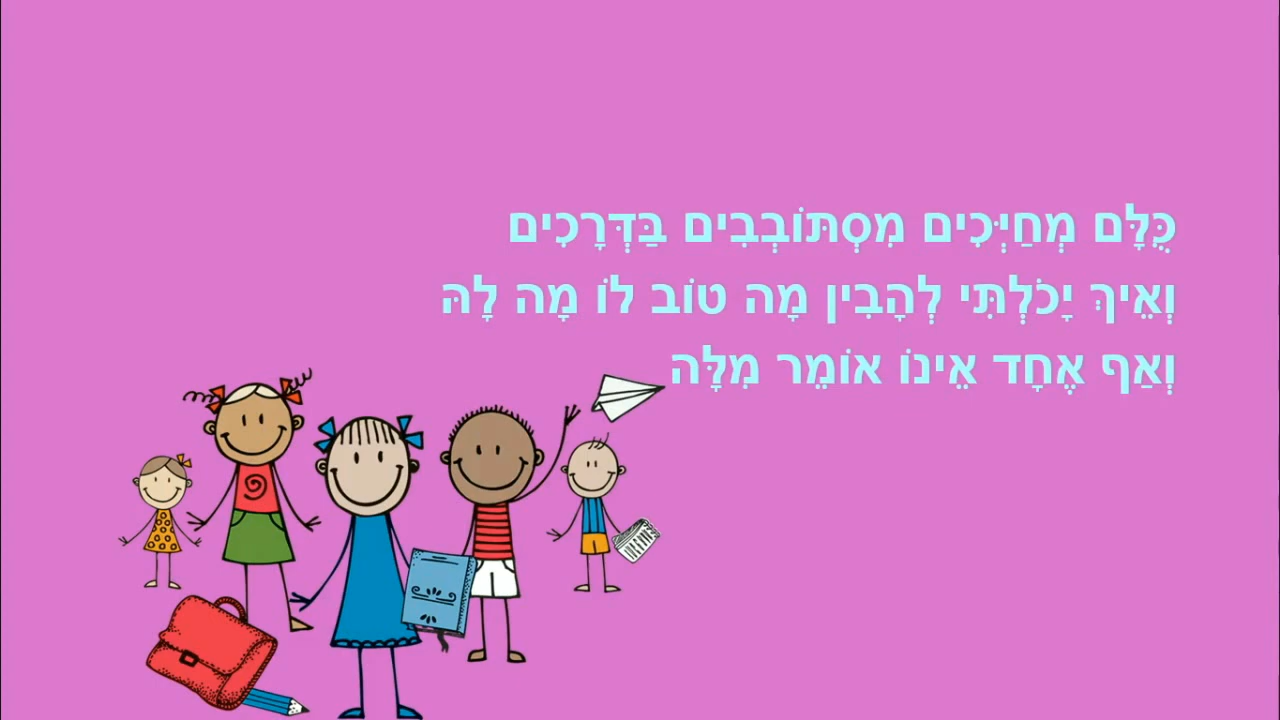 כֻּלָּם מְחַיְּכִים מִסְתּוֹבְבִים בַּדְּרָכִים
וְאֵיךְ יָכֹלְתִּי לְהָבִין מָה טוֹב לוֹ מָה לָהּ
וְאַף אֶחָד אֵינוֹ אוֹמֵר מִלָּה